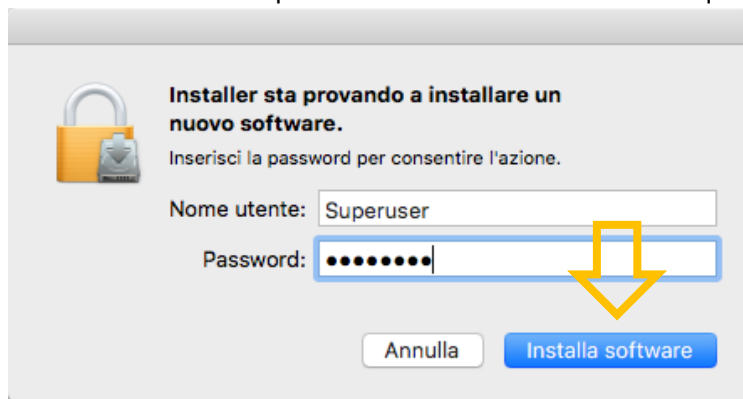 Installer sta provando a installare un
nuovo software.
Inserisci la password per consentire l'azione.
Nome utente: Superuser
Password: ••••••••
Annulla Installa software